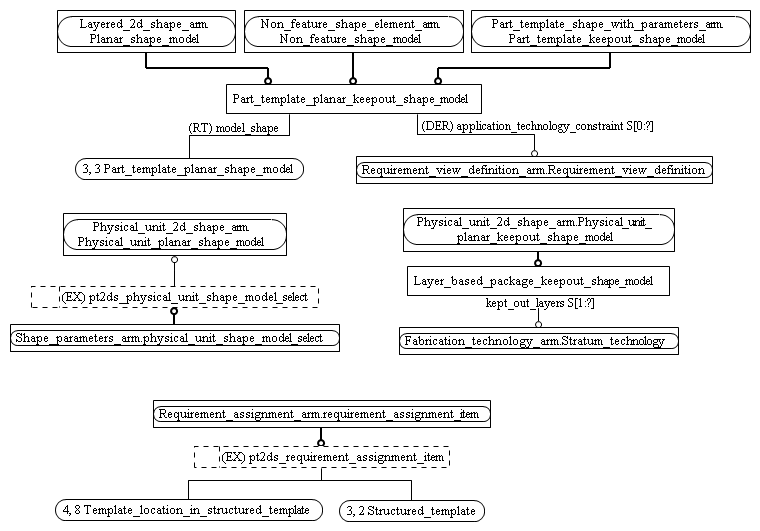 Layered_2d_shape_arm.
Planar_shape_model
Non_feature_shape_element_arm.
Non_feature_shape_model
Part_template_shape_with_parameters_arm.
Part_template_keepout_shape_model
Part_template_planar_keepout_shape_model
(RT) model_shape
(DER) application_technology_constraint S[0:?]
3, 3 Part_template_planar_shape_model
Requirement_view_definition_arm.Requirement_view_definition
Physical_unit_2d_shape_arm.
Physical_unit_planar_shape_model
Physical_unit_2d_shape_arm.Physical_unit_
planar_keepout_shape_model
(EX) pt2ds_physical_unit_shape_model_select
Layer_based_package_keepout_shape_model
kept_out_layers S[1:?]
Shape_parameters_arm.physical_unit_shape_model_select
Fabrication_technology_arm.Stratum_technology
Requirement_assignment_arm.requirement_assignment_item
(EX) pt2ds_requirement_assignment_item
4, 8 Template_location_in_structured_template
3, 2 Structured_template